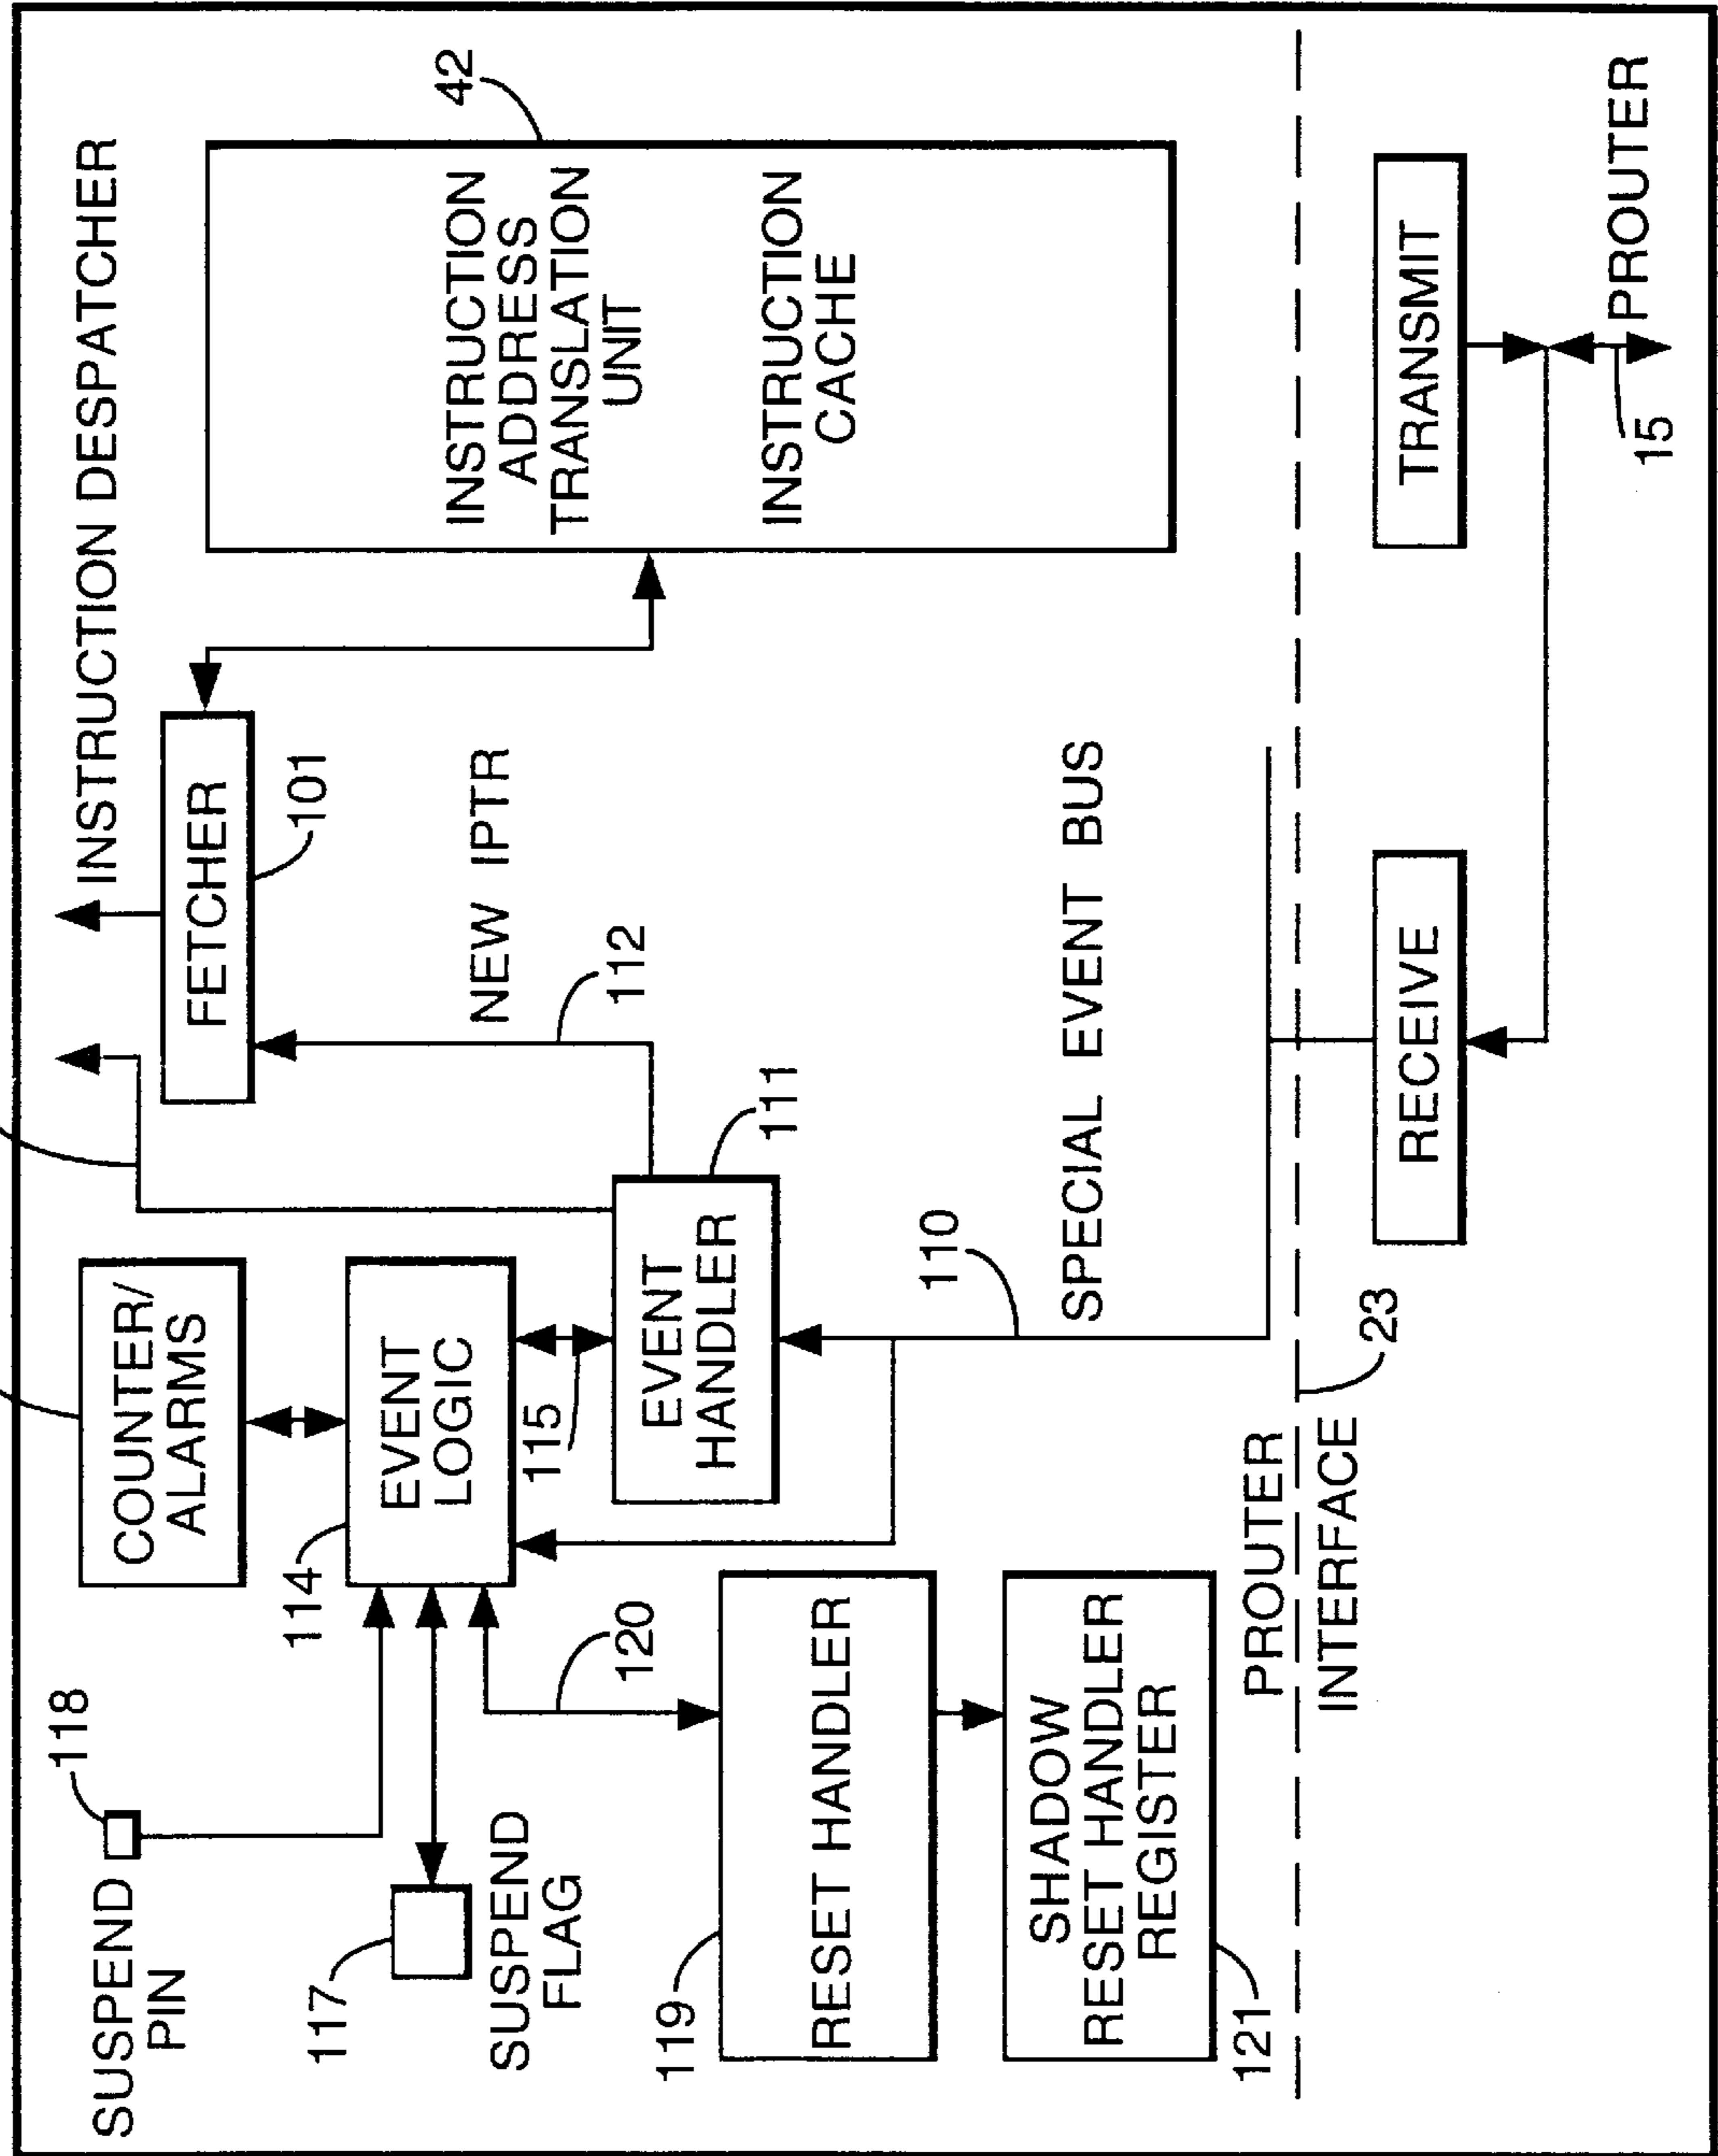 SUSPEND
PIN
118
117
SUSPEND
FLAG
COUNTER/
ALARMS
114
EVENT
LOGIC
115
120
119
RESET HANDLER
SHADOW
RESET HANDLER
REGISTER
121
EVENT
HANDLER
111
110
SPECIAL EVENT BUS
INSTRUCTION DESPATCHER
FETCHER
101
NEW IPTR
112
42
INSTRUCTION
ADDRESS
TRANSLATION
UNIT
INSTRUCTION
CACHE
PROUTER
INTERFACE
23
RECEIVE
TRANSMIT
15
PROUTER